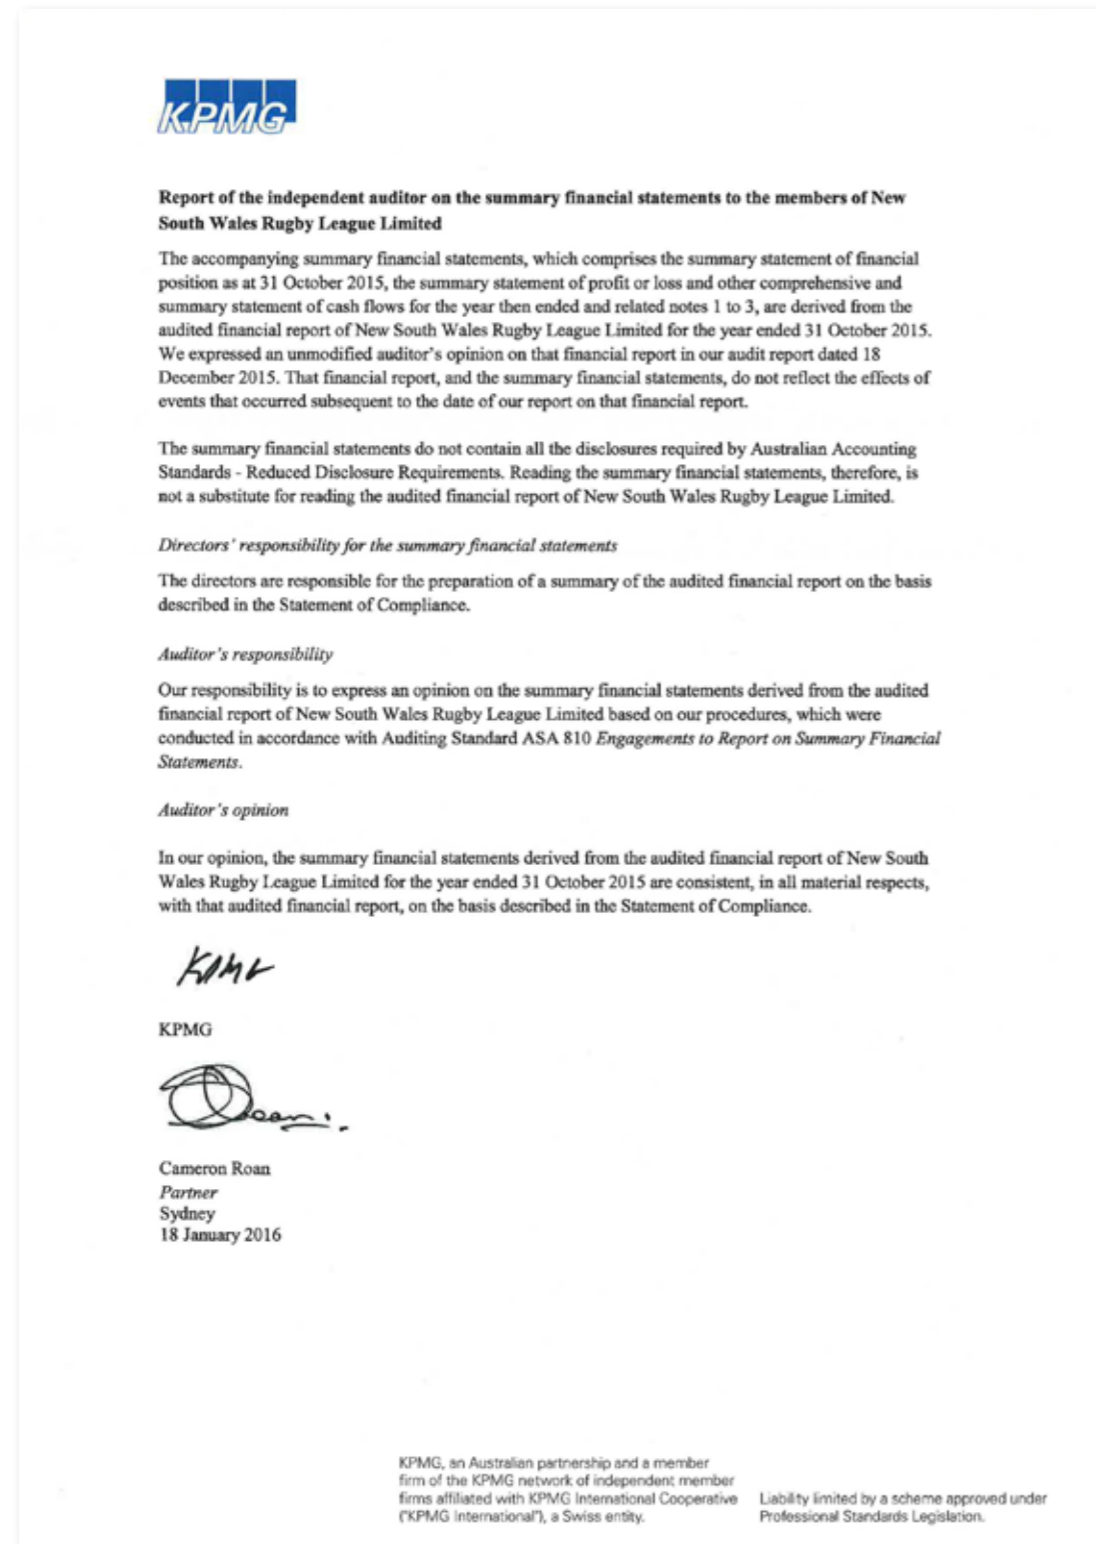 KPMG
Report of the independent auditor on the summary financial statements to the members of New
South Wales Rugby League Limited
The accompanying summary financial statements, which comprises the summary statement of financial
position as at 31 October 2015, the summary statement of profit or loss and other comprehensive and
summary statement of cash flows for the year then ended and related notes 1 to 3, are derived from the
audited financial report of New South Wales Rugby League Limited for the year ended 31 October 2015.
We expressed an unmodified auditor's opinion on that financial report in our audit report dated 18
December 2015. That financial report, and the summary financial statements, do not reflect the effects of
events that occurred subsequent to the date of our report on that financial report.
The summary financial statements do not contain all the disclosures required by Australian Accounting
Standards - Reduced Disclosure Requirements. Reading the summary financial statements, therefore, is
not a substitute for reading the audited financial report of New South Wales Rugby League Limited.
Directors' responsibility for the summary financial statements
The directors are responsible for the preparation of a summary of the audited financial report on the basis
described in the Statement of Compliance.
Auditor's responsibility
Our responsibility is to express an opinion on the summary financial statements derived from the audited
financial report of New South Wales Rugby League Limited based on our procedures, which were
conducted in accordance with Auditing Standard ASA 810 Engagements to Report on Summary Financial
Statements.
Auditor's opinion
In our opinion, the summary financial statements derived from the audited financial report of New South
Wales Rugby League Limited for the year ended 31 October 2015 are consistent, in all material respects,
with that audited financial report, on the basis described in the Statement of Compliance.
KPMG
KPMG
Cameron Roan
Partner
Sydney
18 January 2016
KPMG, an Australian partnership and a member
firm of the KPMG network of independent member
firms affiliated with KPMG International Cooperative
("KPMG International"), a Swiss entity.
Liability limited by a scheme approved under
Professional Standards Legislation.